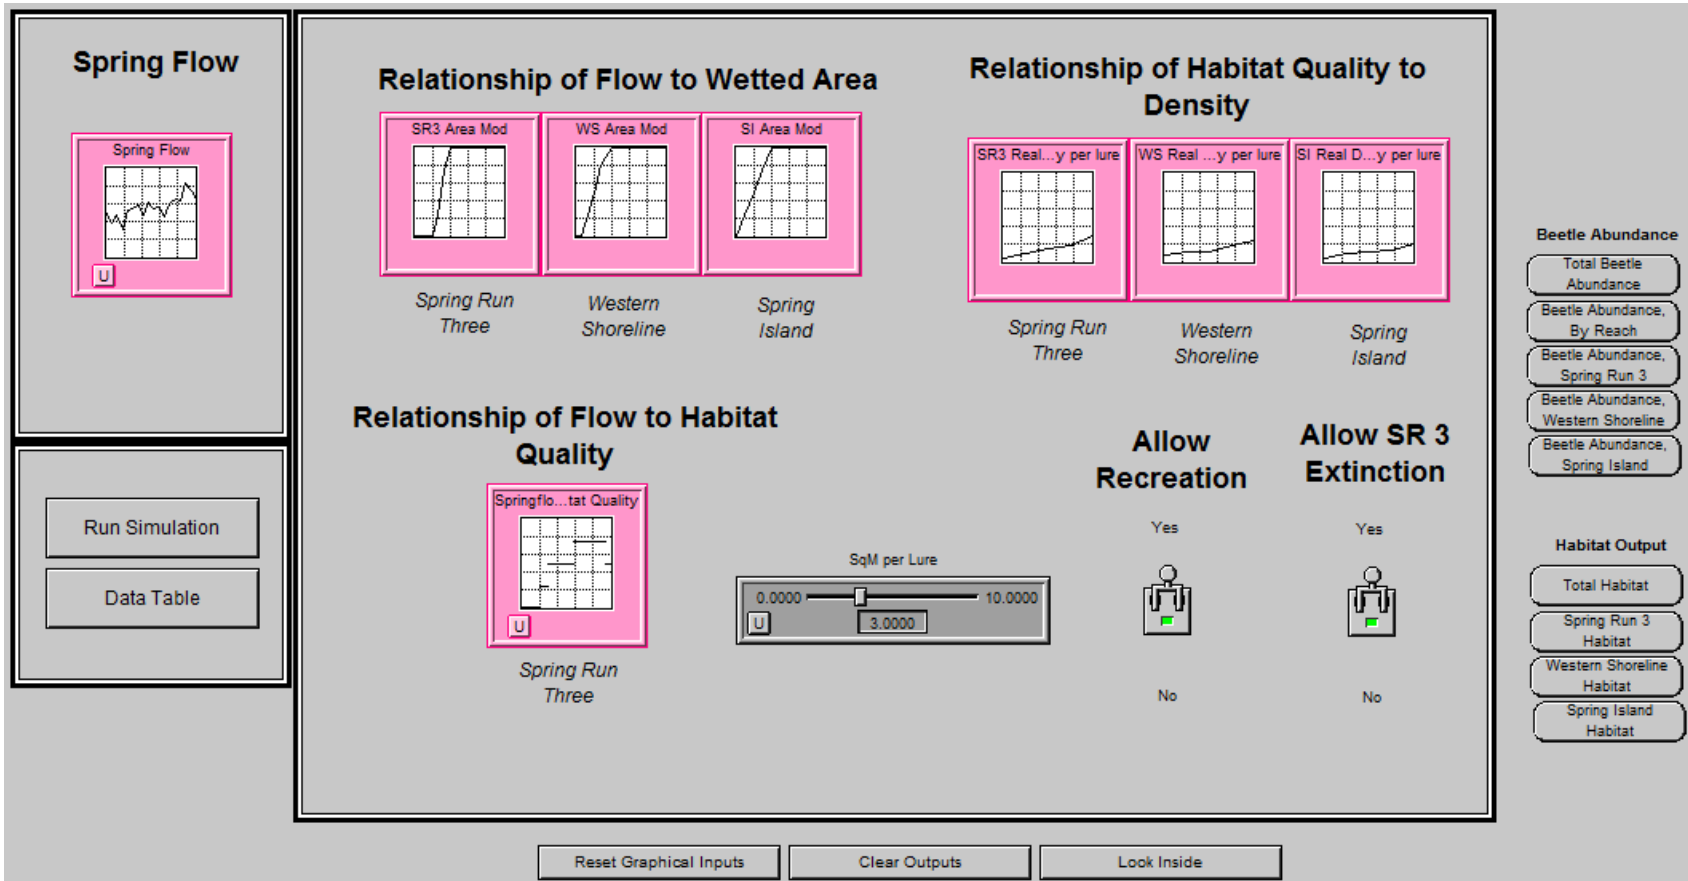 Spring Flow
Spring Flow
U
Run Simulation
Data Table
Relationship of Flow to Wetted Area
SR3 Area Mod
WS Area Mod
SI Area Mod
Spring Run
Three
Western
Shoreline
Spring
Island
Relationship of Habitat Quality to
Density
SR3 Real...y per lure
WS Real ...y per lure
SI Real D...y per lure
Spring Run
Three
Western
Shoreline
Spring
Island
Relationship of Flow to Habitat
Quality
Springflo...tat Quality
U
Spring Run
Three
SqM per Lure
0.0000
10.0000
U
3.0000
Allow
Recreation
Yes
No
Allow SR 3
Extinction
Yes
No
Beetle Abundance
Total Beetle
Abundance
Beetle Abundance,
By Reach
Beetle Abundance,
Spring Run 3
Beetle Abundance,
Western Shoreline
Beetle Abundance,
Spring Island
Habitat Output
Total Habitat
Spring Run 3
Habitat
Western Shoreline
Habitat
Spring Island
Habitat
Reset Graphical Inputs
Clear Outputs
Look Inside